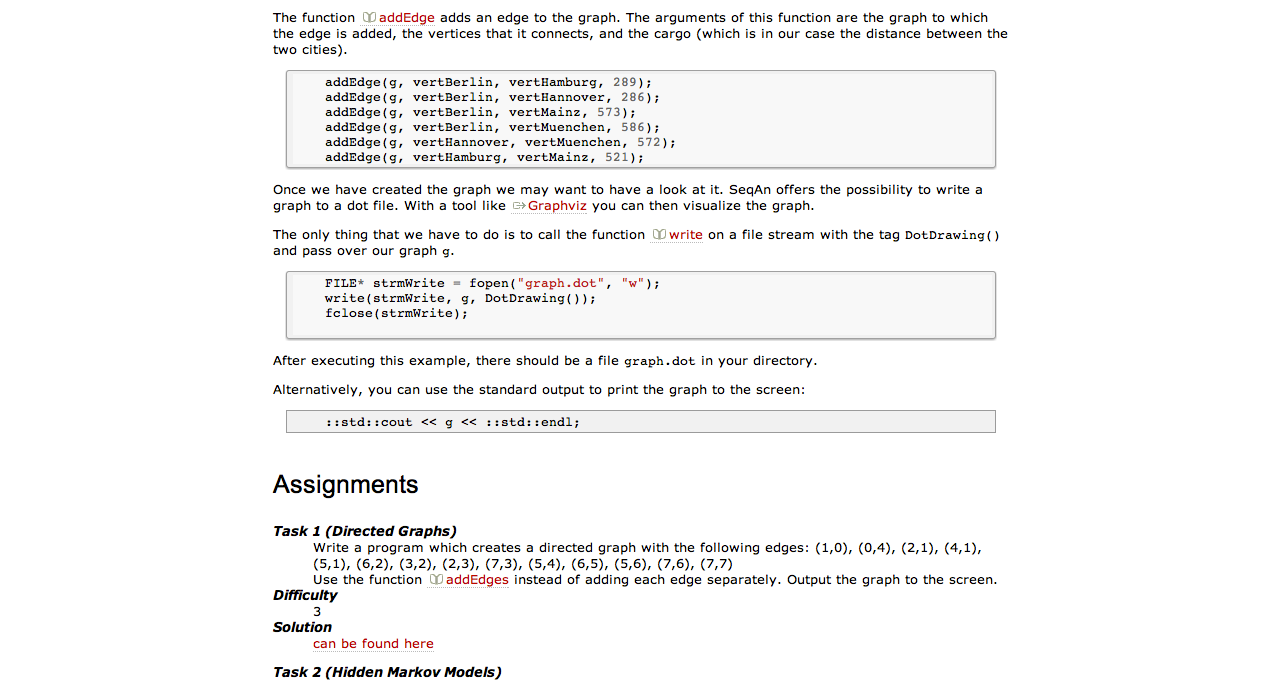 The function addEdge adds an edge to the graph. The arguments of this function are the graph to which
the edge is added, the vertices that it connects, and the cargo (which is in our case the distance between the
two cities).
addEdge(g, vertBerlin, vertHamburg, 289);
addEdge(g, vertBerlin, vertHannover, 286);
addEdge(g, vertBerlin, vertMainz, 573);
addEdge(g, vertBerlin, vertMuenchen, 586);
addEdge(g, vertHannover, vertMuenchen, 572);
addEdge(g, vertHamburg, vertMainz, 521);
Once we have created the graph we may want to have a look at it. SeqAn offers the possibility to write a
graph to a dot file. With a tool like Graphviz you can then visualize the graph.
The only thing that we have to do is to call the function write on a file stream with the tag DotDrawing()
and pass over our graph g.
FILE* strmWrite = fopen("graph.dot", "w");
write(strmWrite, g, DotDrawing());
fclose(strmWrite);
After executing this example, there should be a file graph.dot in your directory.
Alternatively, you can use the standard output to print the graph to the screen:
::std::cout << g << ::std::endl;
Assignments
Task 1 (Directed Graphs)
Write a program which creates a directed graph with the following edges: (1,0), (0,4), (2,1), (4,1),
(5,1), (6,2), (3,2), (2,3), (7,3), (5,4), (6,5), (5,6), (7,6), (7,7)
Use the function addEdges instead of adding each edge separately. Output the graph to the screen.
Difficulty
3
Solution
can be found here
Task 2 (Hidden Markov Models)